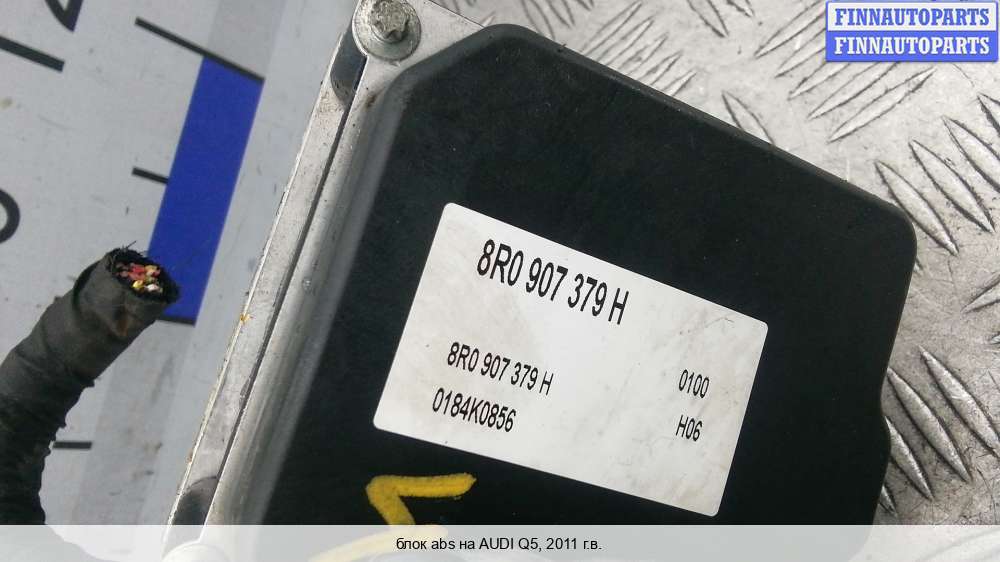 FINNAUTOPARTS
FINNAUTOPARTS
8R0 907 379 H
8R0 907 379 H 0100
0184K0856 H06
блок abs на AUDI Q5, 2011 г.в.